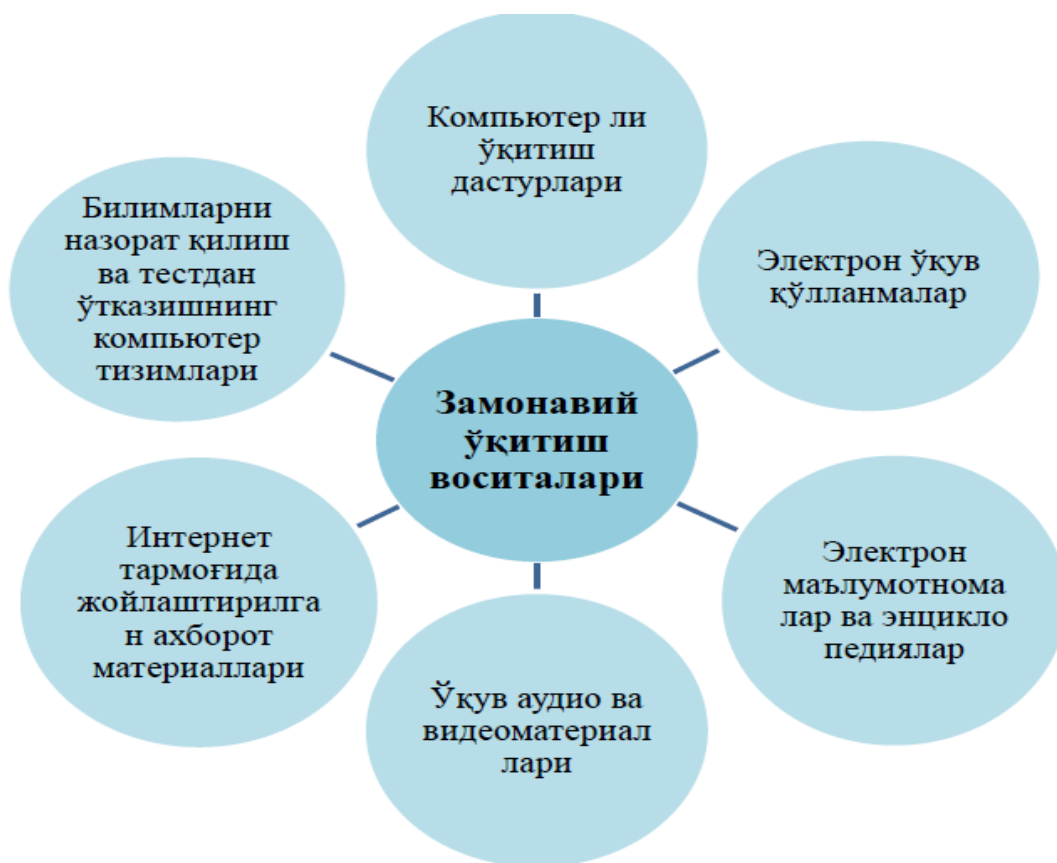 Компьютер ли
ўқитиш
дастурлари
Электрон ўқув
қўлланмалар
Электрон
маълумотнома
лар ва энцикло
педиялар
Ўқув аудио ва
видеоматериал
лари
Интернет
тармоғида
жойлаштирилга
н ахборот
материаллари
Билимларни
назорат қилиш
ва тестдан
ўтказишнинг
компьютер
тизимлари
Замонавий
ўқитиш
воситалари